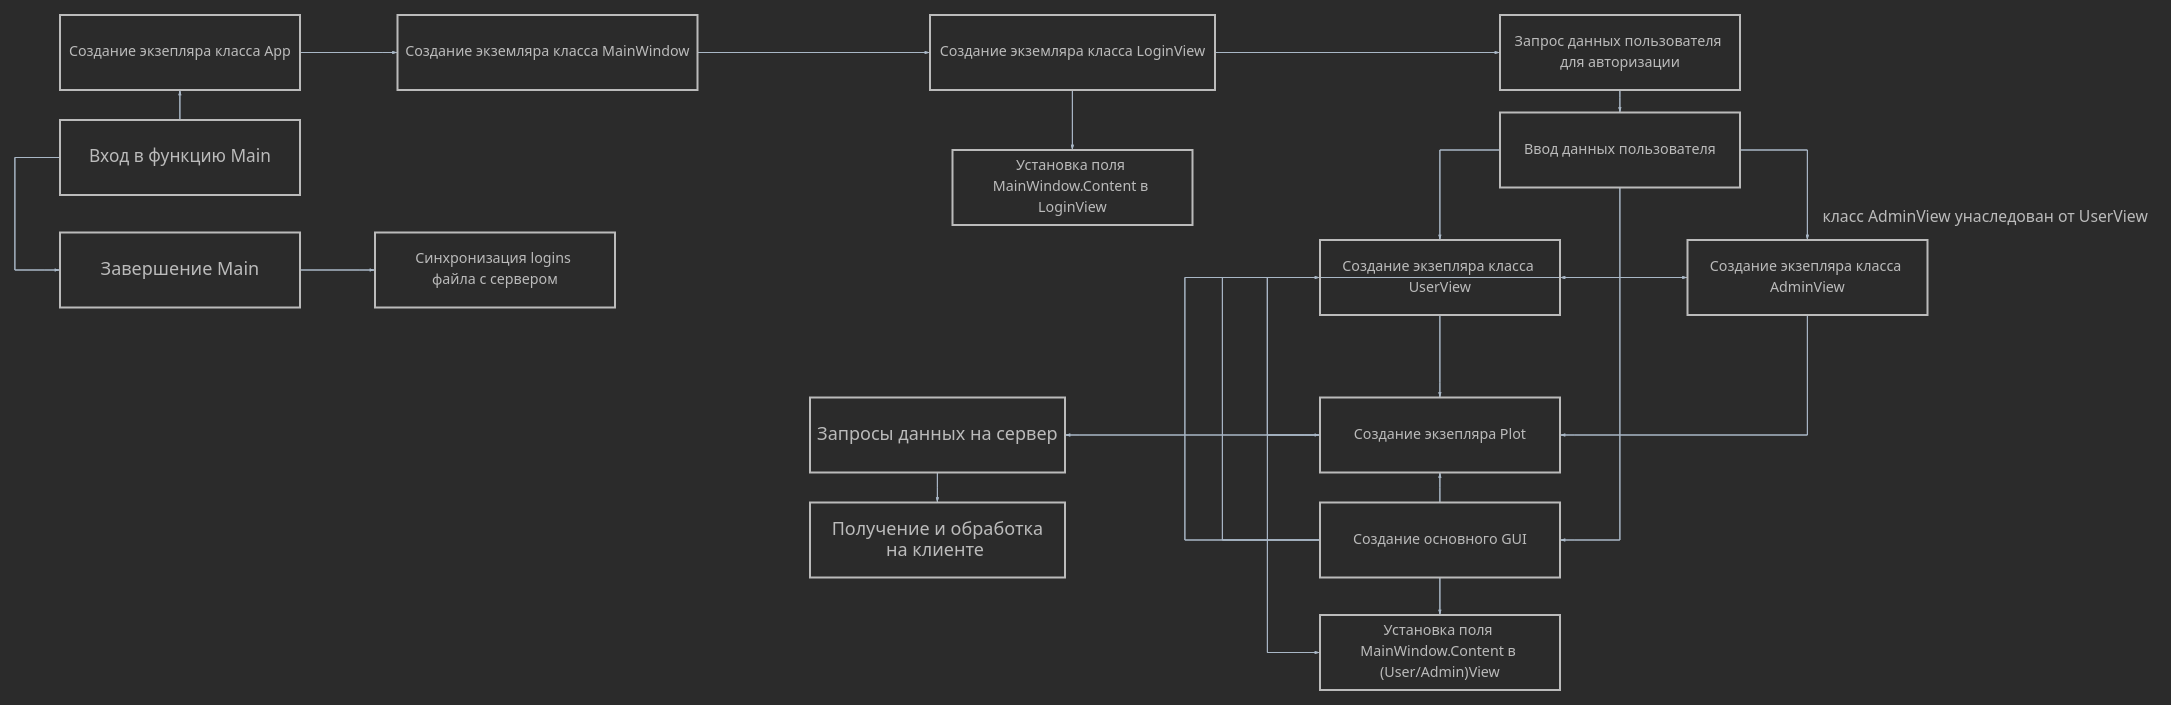 Создание экзепляра класса App
Создание экземляра класса MainWindow
Создание экземляра класса LoginView
Запрос данных пользователя
для авторизации
Вход в функцию Main
Ввод данных пользователя
Установка поля
MainWindow.Content в
LoginView
класс AdminView унаследован от UserView
Завершение Main
Синхронизация logins
файла с сервером
Создание экзепляра класса
UserView
Создание экзепляра класса
AdminView
Запросы данных на сервер
Создание экзепляра Plot
Получение и обработка
на клиенте
Создание основного GUI
Установка поля
MainWindow.Content в
(User/Admin)View